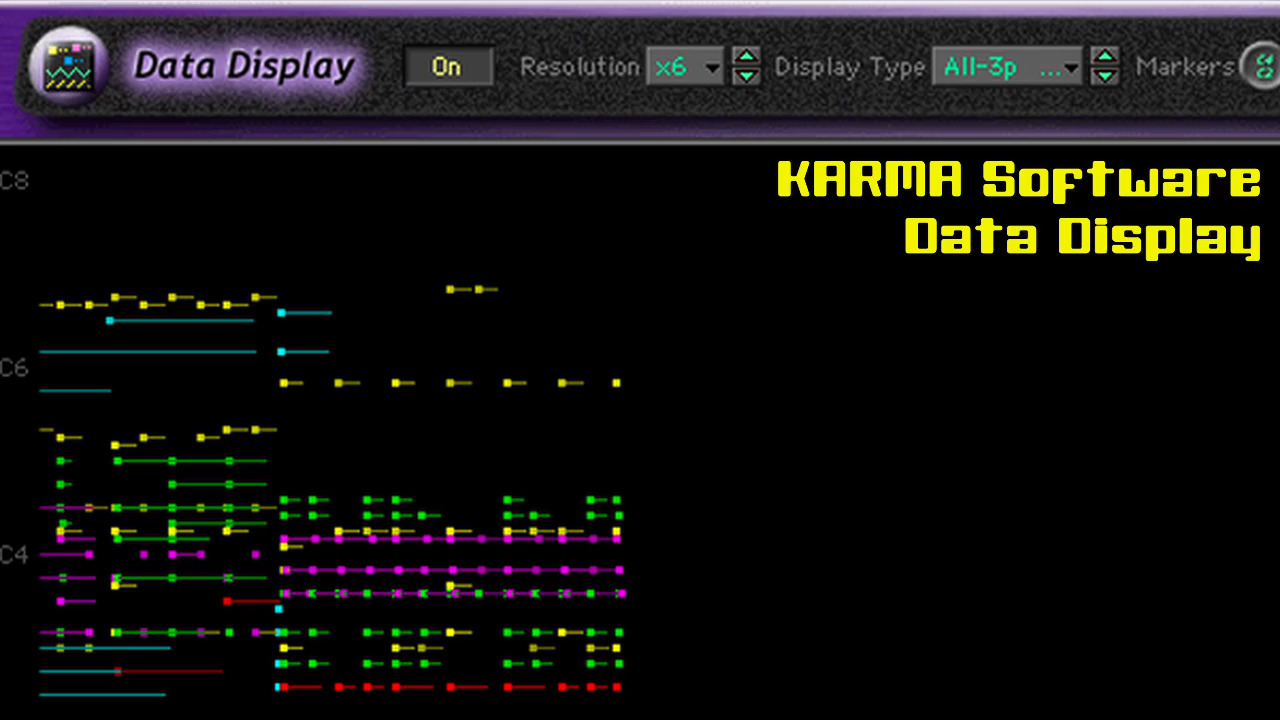 Data Display On Resolution x6 Display Type All-3p ... Markers
KARMA Software
Data Display
C8
C6
C4